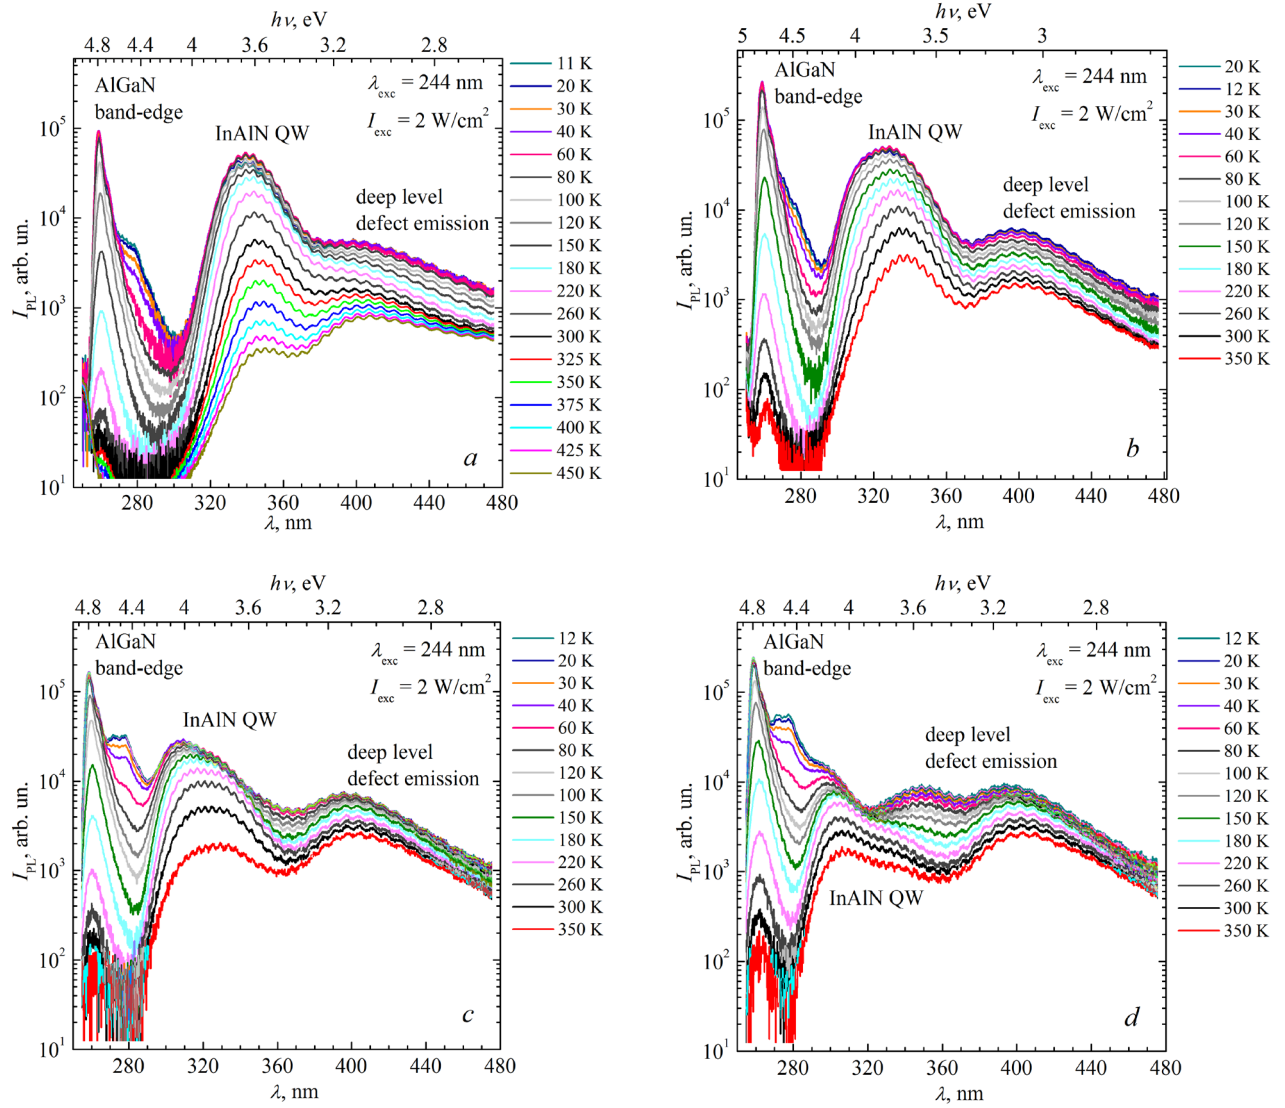 hν, eV
4.8 4.4 4 3.6 3.2 2.8
AlGaN
band-edge
λexc = 244 nm
Iexc = 2 W/cm²
InAlN QW
deep level
defect emission
IPL, arb. un.
10⁵
10⁴
10³
10²
10¹
280 320 360 400 440 480
λ, nm
a
11 K
20 K
30 K
40 K
60 K
80 K
100 K
120 K
150 K
180 K
220 K
260 K
300 K
325 K
350 K
375 K
400 K
425 K
450 K
hν, eV
5 4.5 4 3.5 3
AlGaN
band-edge
λexc = 244 nm
Iexc = 2 W/cm²
InAlN QW
deep level
defect emission
IPL, arb. un.
10⁵
10⁴
10³
10²
10¹
280 320 360 400 440 480
λ, nm
b
20 K
12 K
30 K
40 K
60 K
80 K
100 K
120 K
150 K
180 K
220 K
260 K
300 K
350 K
hν, eV
4.8 4.4 4 3.6 3.2 2.8
AlGaN
band-edge
λexc = 244 nm
Iexc = 2 W/cm²
InAlN QW
deep level
defect emission
IPL, arb. un.
10⁵
10⁴
10³
10²
10¹
280 320 360 400 440 480
λ, nm
c
12 K
20 K
30 K
40 K
60 K
80 K
120 K
100 K
150 K
180 K
220 K
260 K
300 K
350 K
hν, eV
4.8 4.4 4 3.6 3.2 2.8
AlGaN
band-edge
λexc = 244 nm
Iexc = 2 W/cm²
deep level
defect emission
InAlN QW
IPL, arb. un.
10⁵
10⁴
10³
10²
10¹
280 320 360 400 440 480
λ, nm
d
12 K
20 K
30 K
40 K
60 K
80 K
100 K
120 K
150 K
180 K
220 K
260 K
300 K
350 K